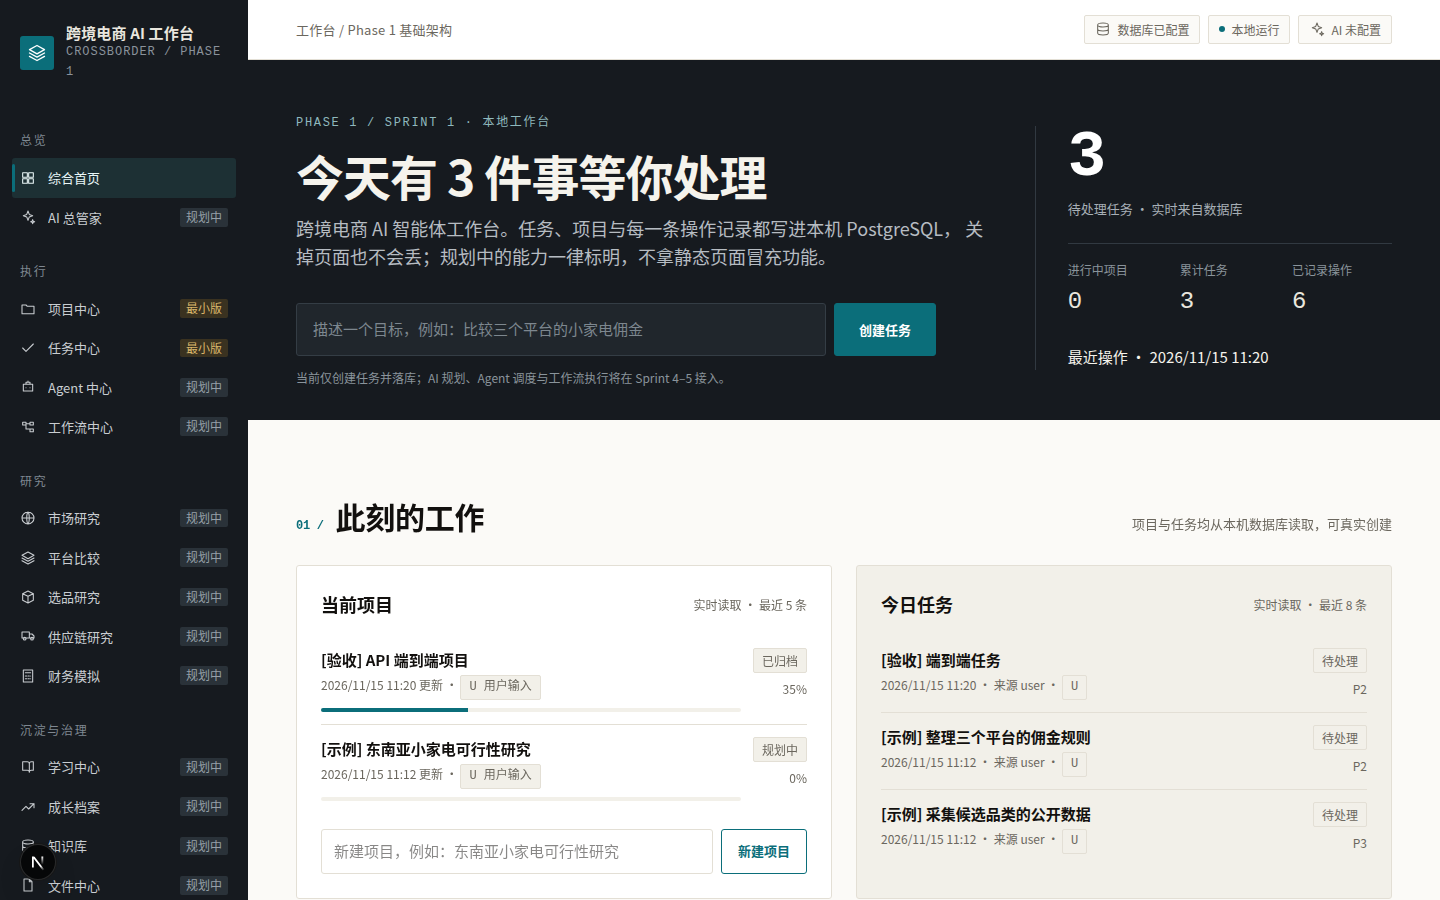 跨境电商 AI 工作台
CROSSBORDER / PHASE
1
总览
综合首页
AI 总管家 规划中
执行
项目中心 最小版
任务中心 最小版
Agent 中心 规划中
工作流中心 规划中
研究
市场研究 规划中
平台比较 规划中
选品研究 规划中
供应链研究 规划中
财务模拟 规划中
沉淀与治理
学习中心 规划中
成长档案 规划中
知识库 规划中
文件中心 规划中
N
工作台 / Phase 1 基础架构
数据库已配置
本地运行
AI 未配置
PHASE 1 / SPRINT 1 · 本地工作台
今天有 3 件事等你处理
跨境电商 AI 智能体工作台。任务、项目与每一条操作记录都写进本机 PostgreSQL， 关
掉页面也不会丢；规划中的能力一律标明，不拿静态页面冒充功能。
描述一个目标，例如：比较三个平台的小家电佣金
创建任务
当前仅创建任务并落库；AI 规划、Agent 调度与工作流执行将在 Sprint 4–5 接入。
3
待处理任务 · 实时来自数据库
进行中项目 累计任务 已记录操作
0 3 6
最近操作 · 2026/11/15 11:20
01 / 此刻的工作
项目与任务均从本机数据库读取，可真实创建
当前项目 实时读取 · 最近 5 条
[验收] API 端到端项目 已归档
2026/11/15 11:20 更新 · U 用户输入 35%
[示例] 东南亚小家电可行性研究 规划中
2026/11/15 11:12 更新 · U 用户输入 0%
新建项目，例如：东南亚小家电可行性研究 新建项目
今日任务 实时读取 · 最近 8 条
[验收] 端到端任务 待处理
2026/11/15 11:20 · 来源 user · U P2
[示例] 整理三个平台的佣金规则 待处理
2026/11/15 11:12 · 来源 user · U P2
[示例] 采集候选品类的公开数据 待处理
2026/11/15 11:12 · 来源 user · U P3